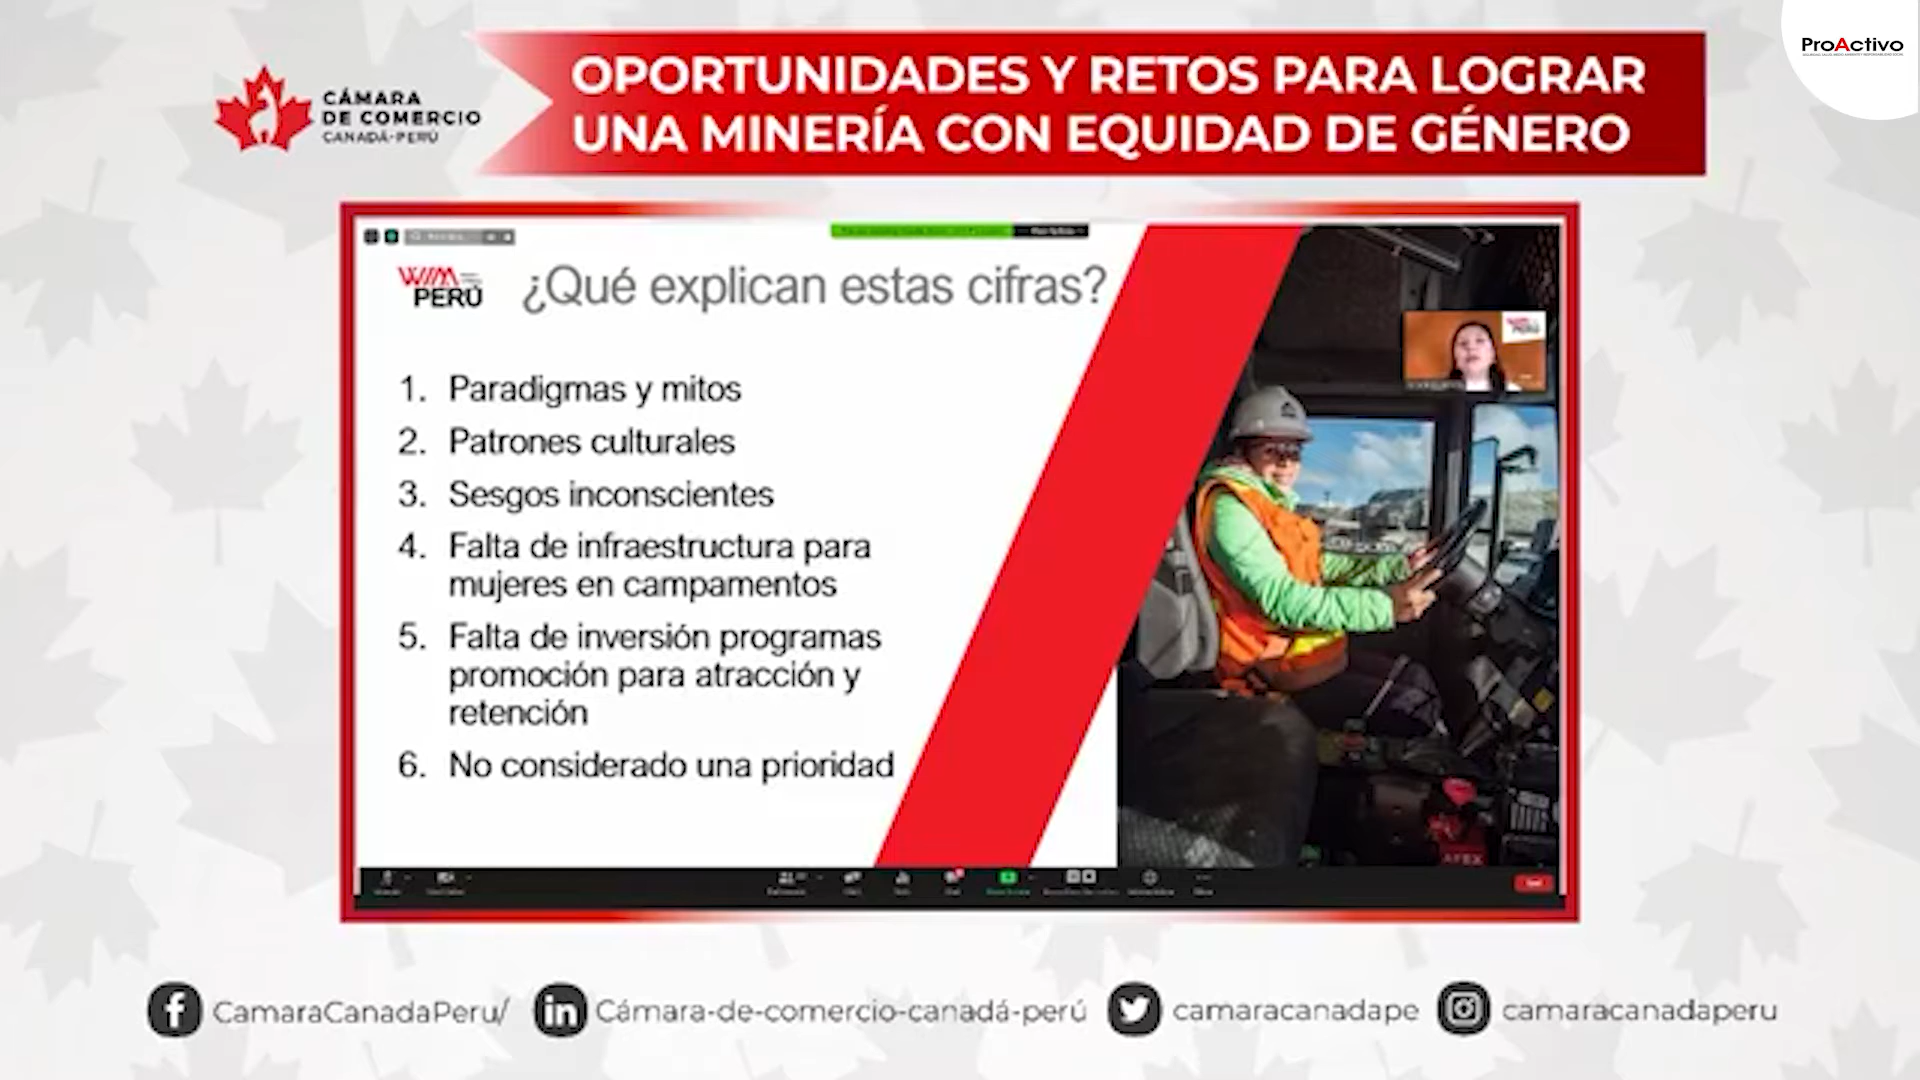 ProActivo
CÁMARA
DE COMERCIO
CANADÁ-PERÚ
OPORTUNIDADES Y RETOS PARA LOGRAR
UNA MINERÍA CON EQUIDAD DE GÉNERO
WIM
PERÚ
¿Qué explican estas cifras?
WIM
PERÚ
1. Paradigmas y mitos
2. Patrones culturales
3. Sesgos inconscientes
4. Falta de infraestructura para
mujeres en campamentos
5. Falta de inversión programas
promoción para atracción y
retención
6. No considerado una prioridad
AFEX
CamaraCanadaPeru/
Cámara-de-comercio-canadá-perú
camaracanadape
camaracanadaperu